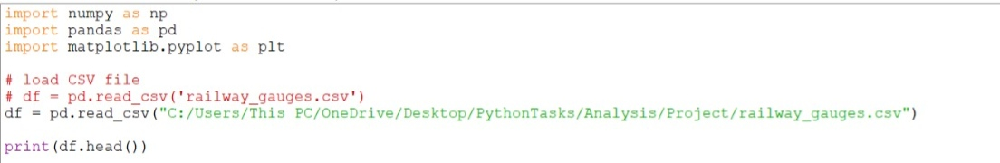 import numpy as np
import pandas as pd
import matplotlib.pyplot as plt
# load CSV file
# df = pd.read_csv('railway_gauges.csv')
df = pd.read_csv("C:/Users/This PC/OneDrive/Desktop/PythonTasks/Analysis/Project/railway_gauges.csv")
print(df.head())